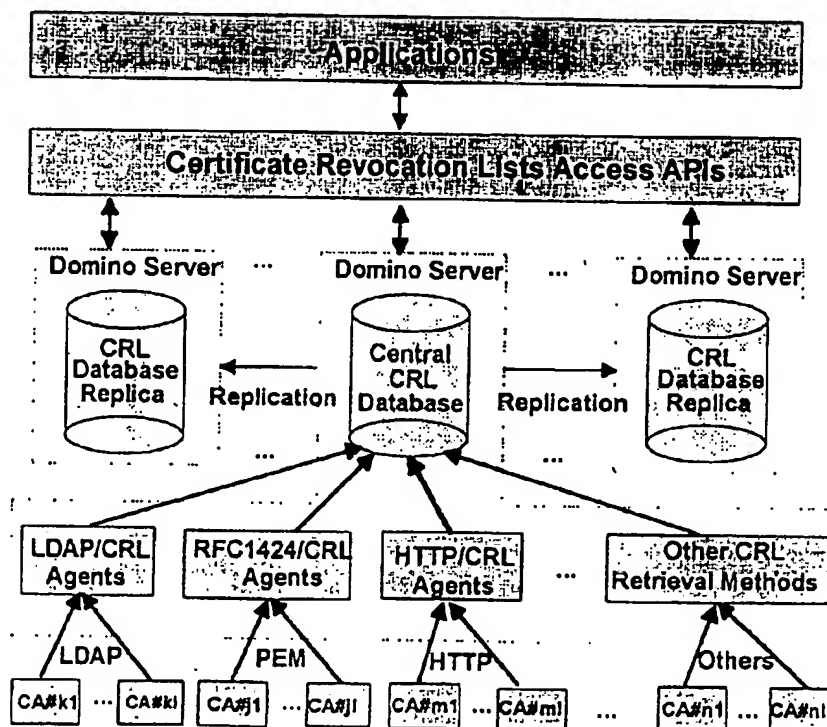 Applications
Certificate Revocation Lists Access APIs
Domino Server
...
Domino Server
...
Domino Server
CRL
Database
Replica
Replication
Central
CRL
Database
Replication
CRL
Database
Replica
...
...
LDAP/CRL
Agents
RFC1424/CRL
Agents
HTTP/CRL
Agents
...
Other CRL
Retrieval Methods
LDAP
PEM
HTTP
Others
CA#k1
...
CA#kl
CA#j1
...
CA#jl
CA#m1
...
CA#ml
...
CA#n1
...
CA#nl